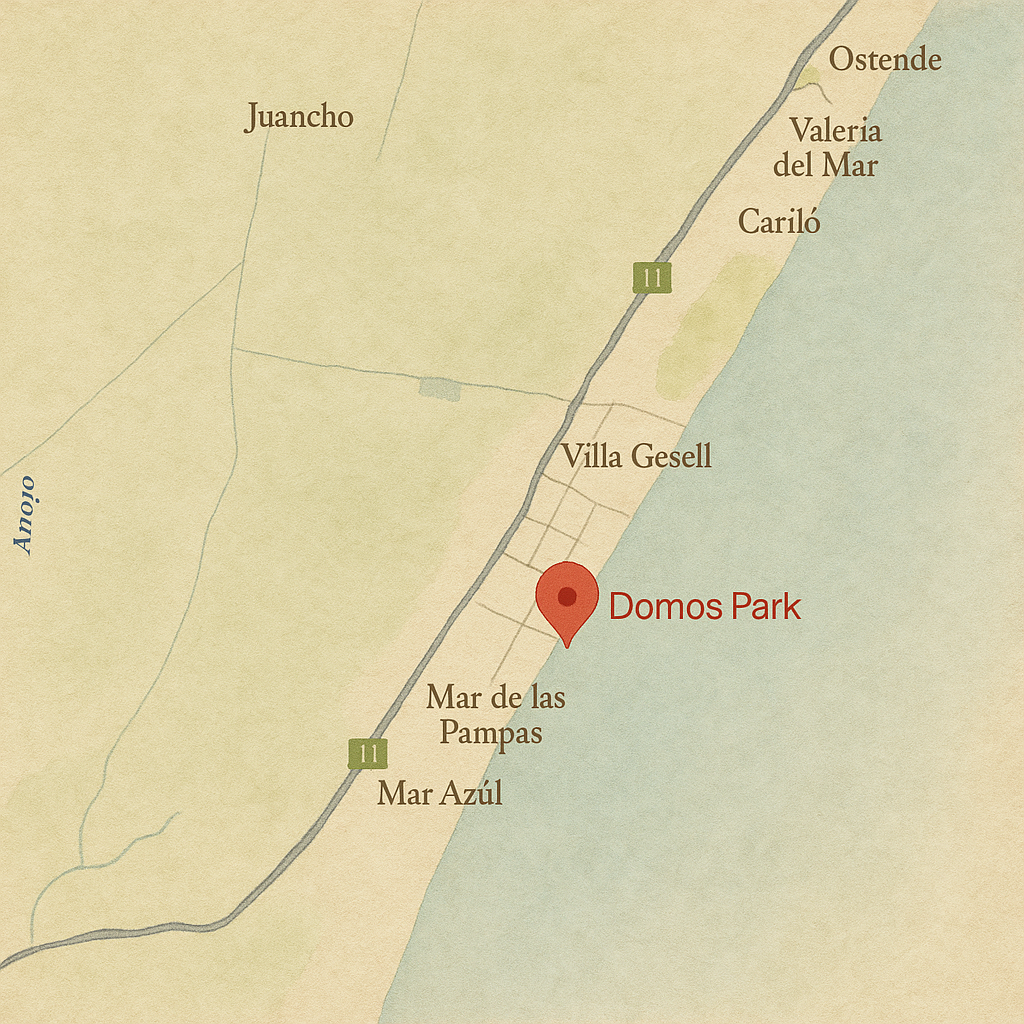 Ostende
Juancho
Valeria
del Mar
Cariló
11
Villa Gesell
Anojo
Domos Park
Mar de las
Pampas
11
Mar Azúl